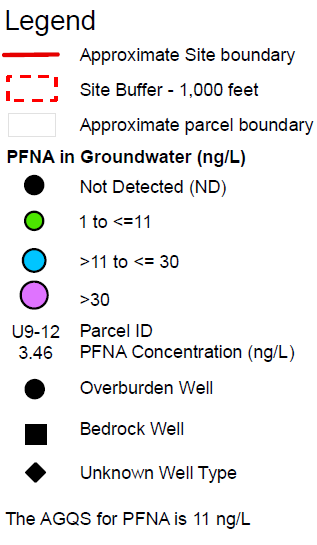 Legend
Approximate Site boundary
Site Buffer - 1,000 feet
Approximate parcel boundary
PFNA in Groundwater (ng/L)
Not Detected (ND)
1 to <=11
>11 to <= 30
>30
U9-12 Parcel ID
3.46 PFNA Concentration (ng/L)
Overburden Well
Bedrock Well
Unknown Well Type
The AGQS for PFNA is 11 ng/L